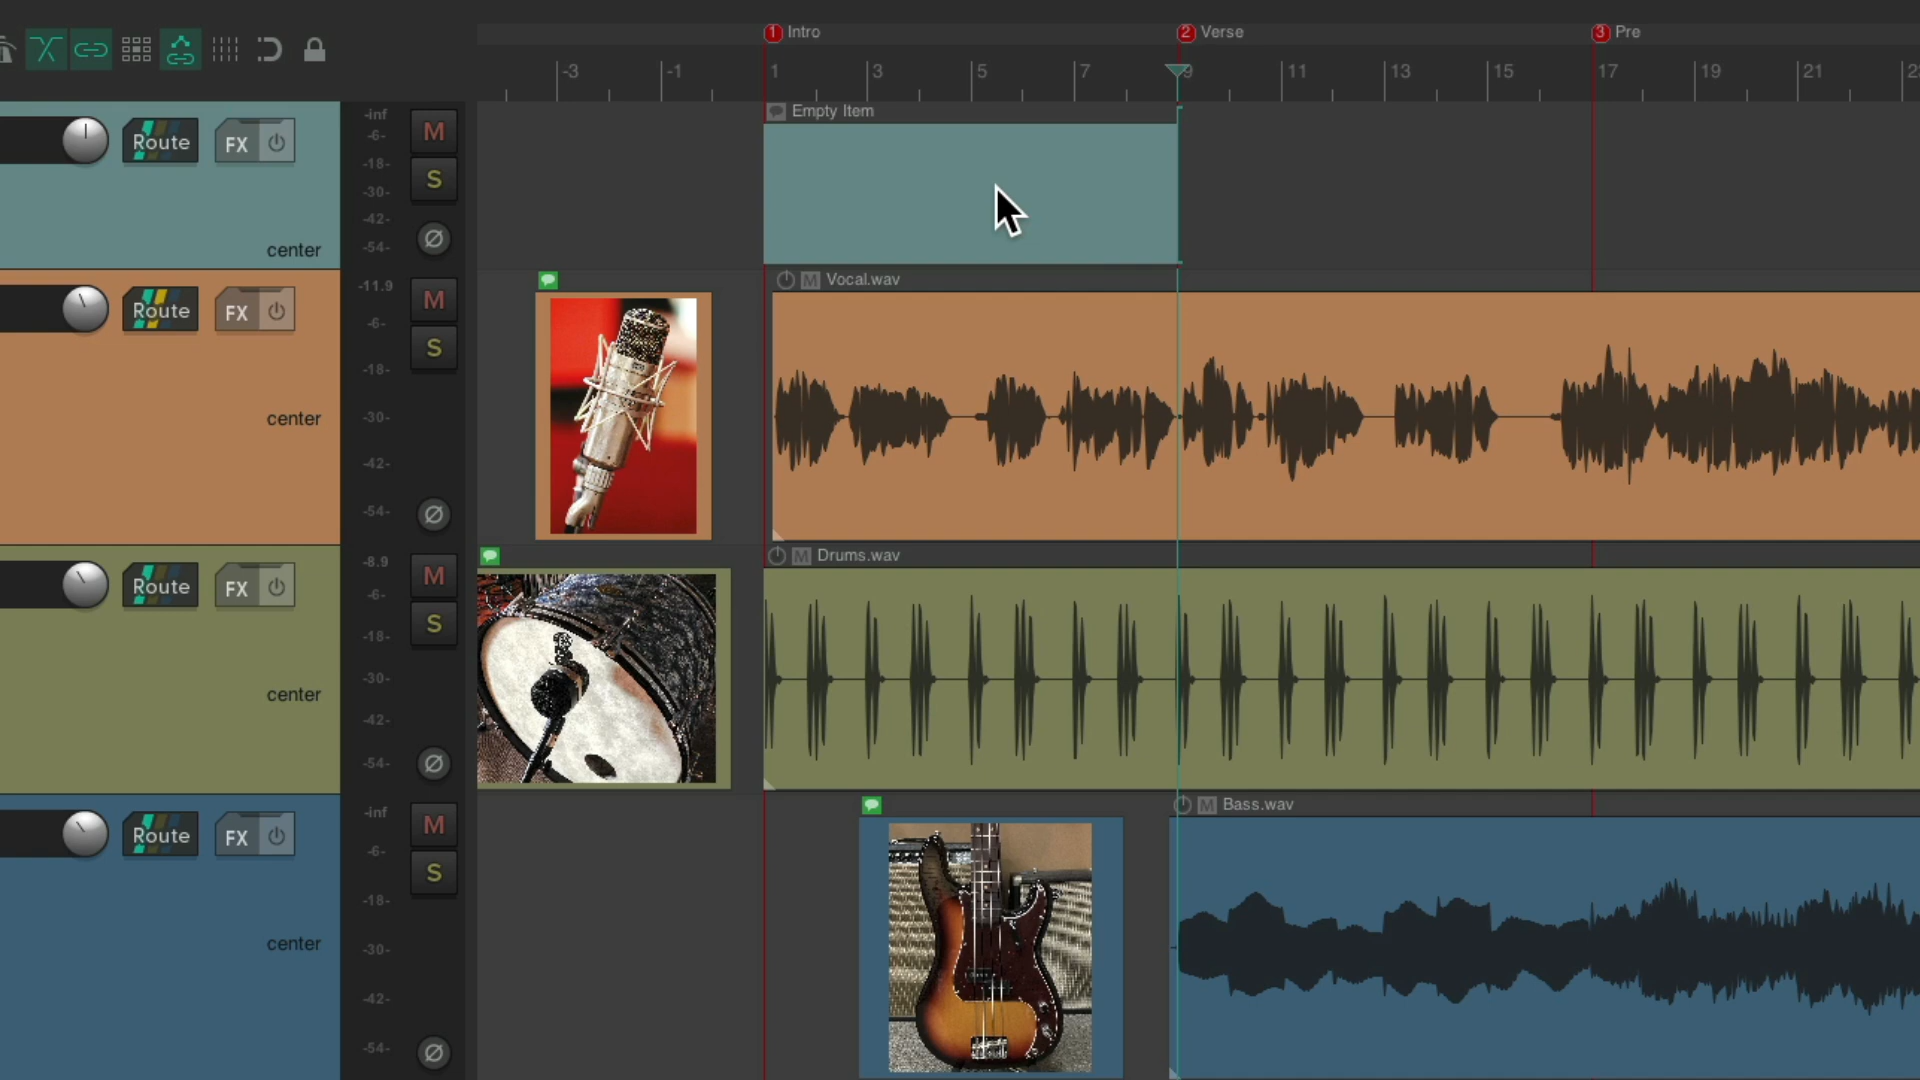 1 Intro 2 Verse 3 Pre
-3 -1 1 3 5 7 9 11 13 15 17 19 21
Empty Item
Route FX -inf M
-6-
-18- S
-30-
-42-
center -54- Ø
Vocal.wav
Route FX -11.9 M
-6- S
-18-
center -30-
-42-
-54- Ø
Drums.wav
Route FX -8.9 M
-6- S
-18-
-30-
center
-42-
-54- Ø
M Bass.wav
Route FX -inf M
-6- S
-18-
center -30-
-42-
-54- Ø